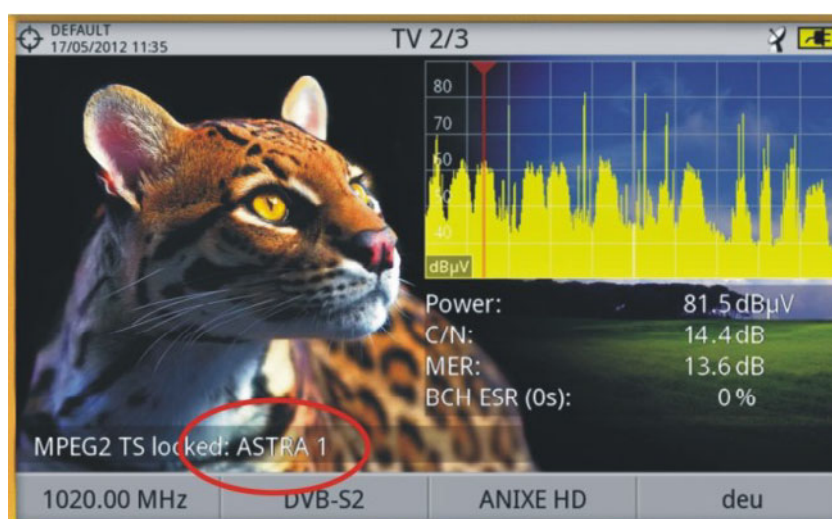 DEFAULT
17/05/2012 11:35
TV 2/3
80
70
60
50
40
dBµV
Power: 81.5 dBµV
C/N: 14.4 dB
MER: 13.6 dB
BCH ESR (0s): 0 %
MPEG2 TS locked: ASTRA 1
1020.00 MHz DVB-S2 ANIXE HD deu